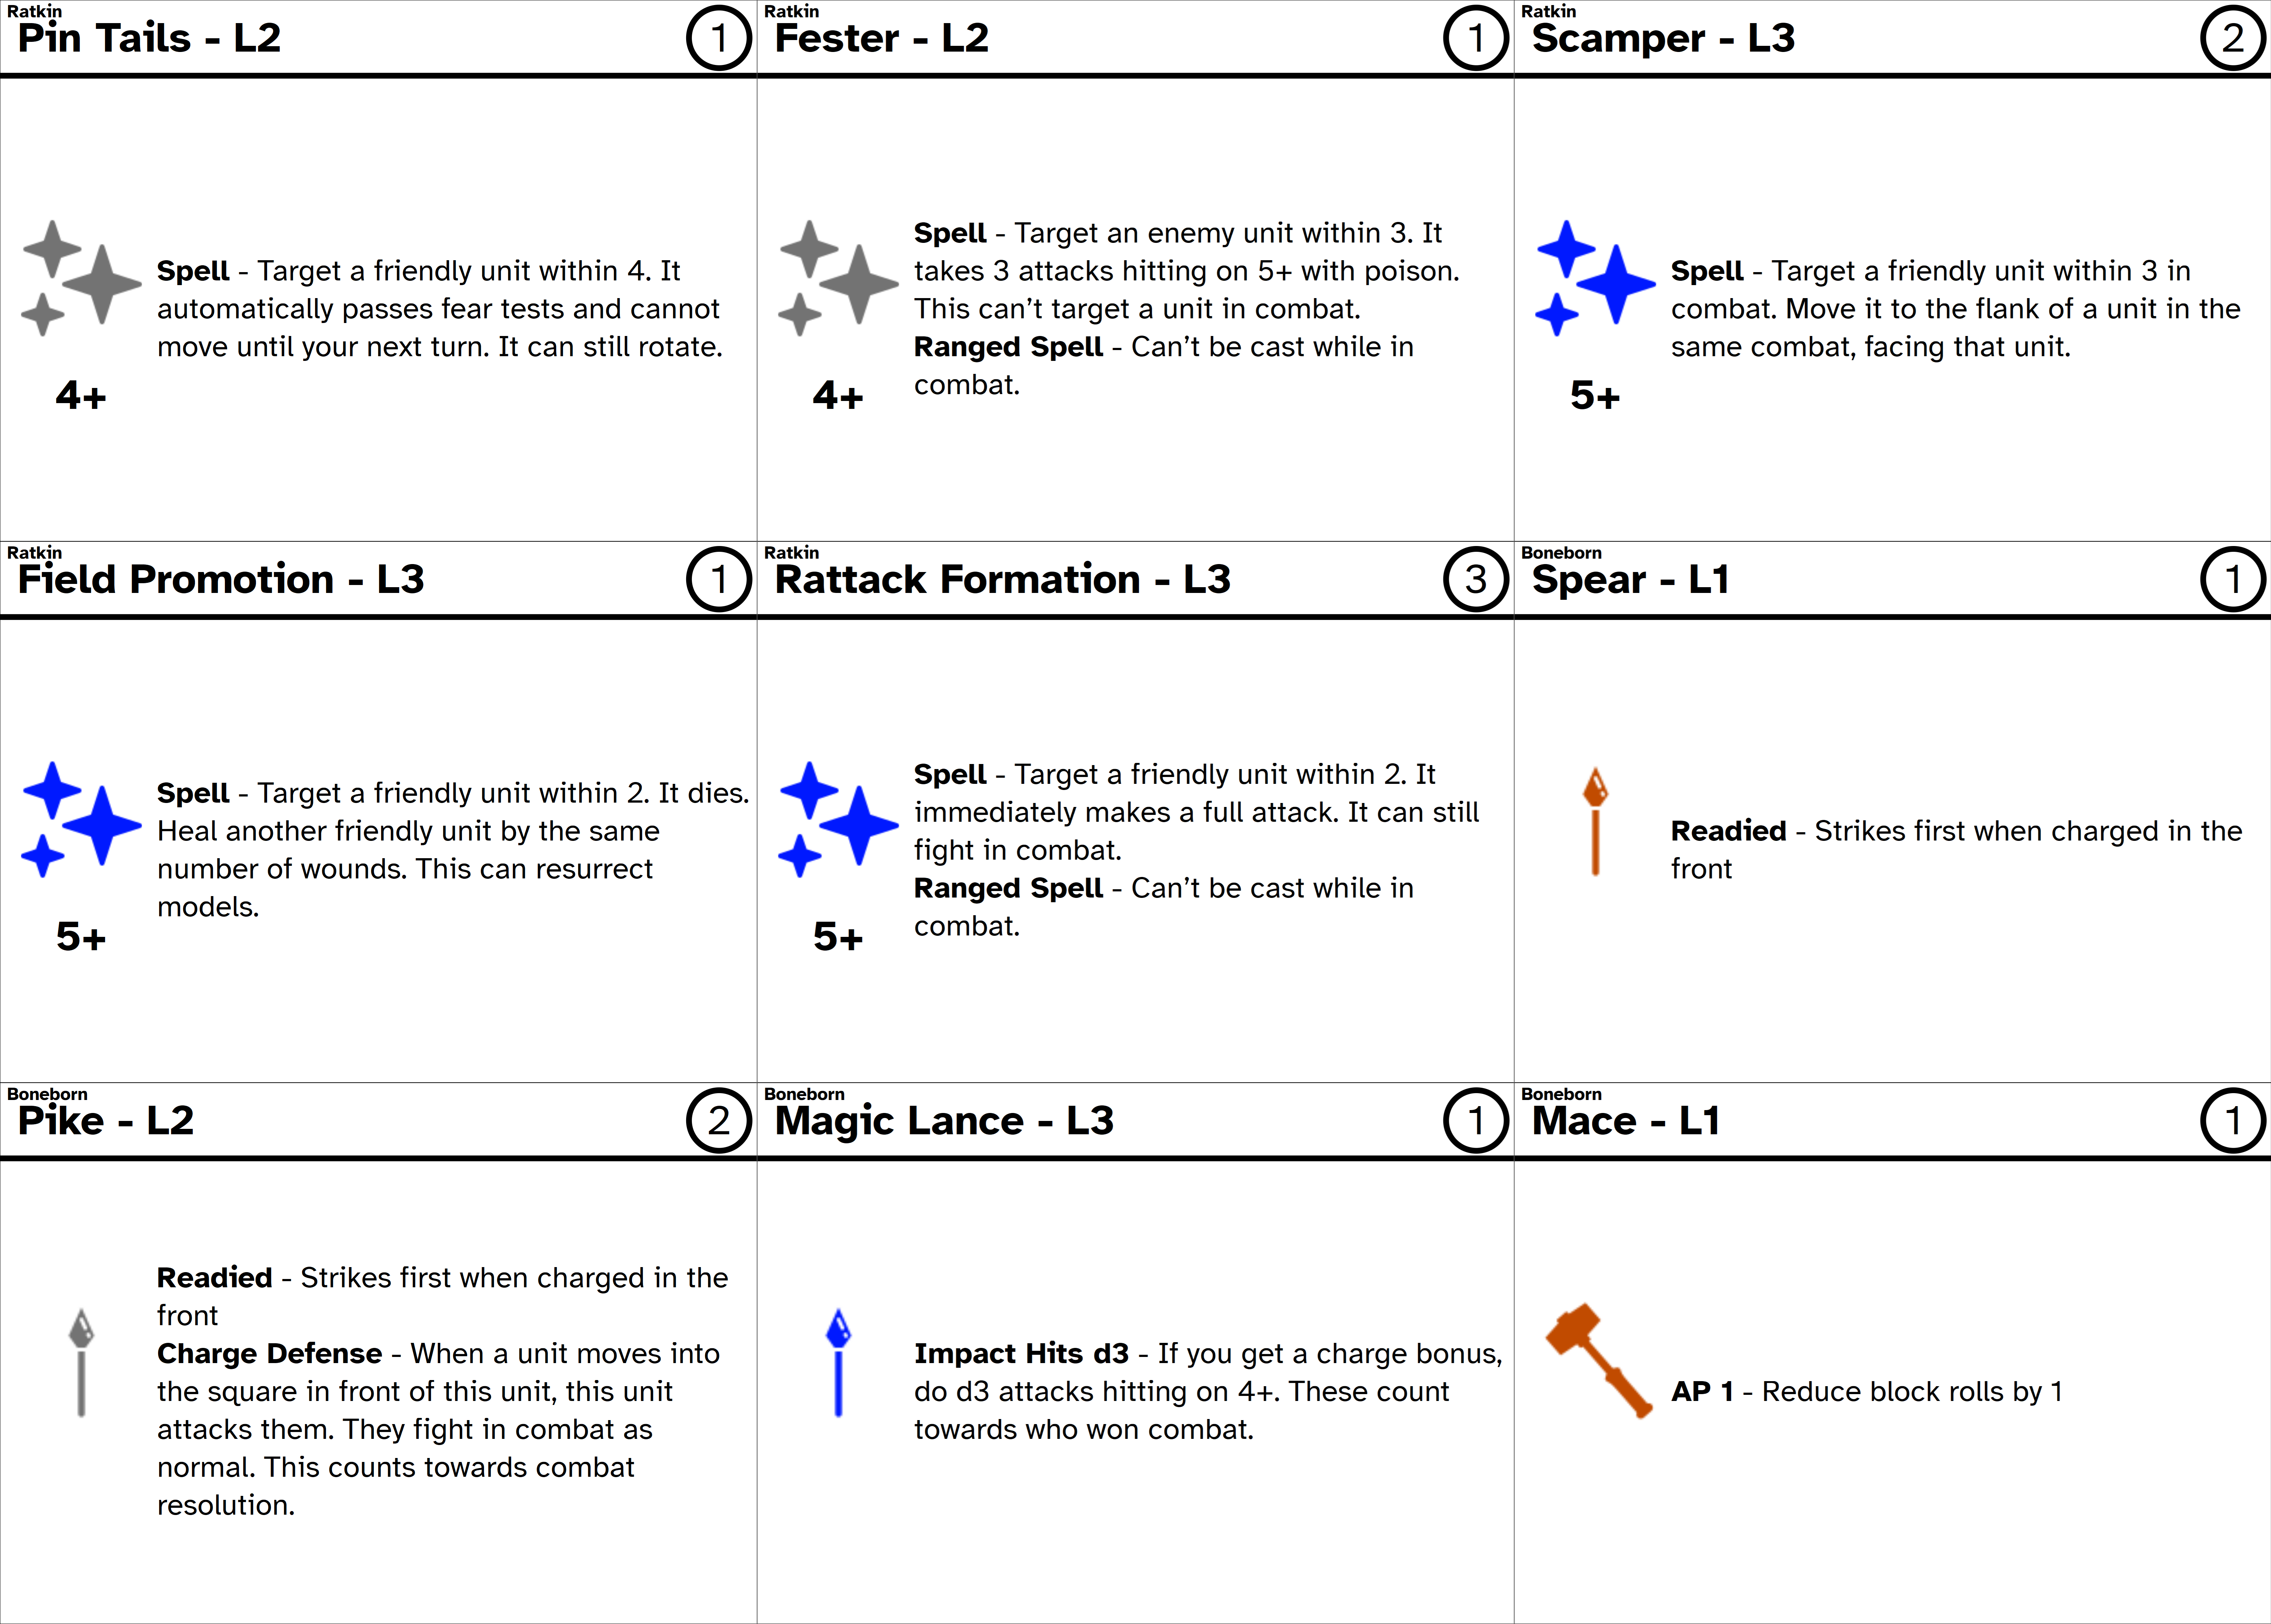 Ratkin
Pin Tails - L2
1
4+
Spell - Target a friendly unit within 4. It
automatically passes fear tests and cannot
move until your next turn. It can still rotate.
Ratkin
Fester - L2
1
4+
Spell - Target an enemy unit within 3. It
takes 3 attacks hitting on 5+ with poison.
This can’t target a unit in combat.
Ranged Spell - Can’t be cast while in
combat.
Ratkin
Scamper - L3
2
5+
Spell - Target a friendly unit within 3 in
combat. Move it to the flank of a unit in the
same combat, facing that unit.
Ratkin
Field Promotion - L3
1
5+
Spell - Target a friendly unit within 2. It dies.
Heal another friendly unit by the same
number of wounds. This can resurrect
models.
Ratkin
Rattack Formation - L3
3
5+
Spell - Target a friendly unit within 2. It
immediately makes a full attack. It can still
fight in combat.
Ranged Spell - Can’t be cast while in
combat.
Boneborn
Spear - L1
1
Readied - Strikes first when charged in the
front
Boneborn
Pike - L2
2
Readied - Strikes first when charged in the
front
Charge Defense - When a unit moves into
the square in front of this unit, this unit
attacks them. They fight in combat as
normal. This counts towards combat
resolution.
Boneborn
Magic Lance - L3
1
Impact Hits d3 - If you get a charge bonus,
do d3 attacks hitting on 4+. These count
towards who won combat.
Boneborn
Mace - L1
1
AP 1 - Reduce block rolls by 1